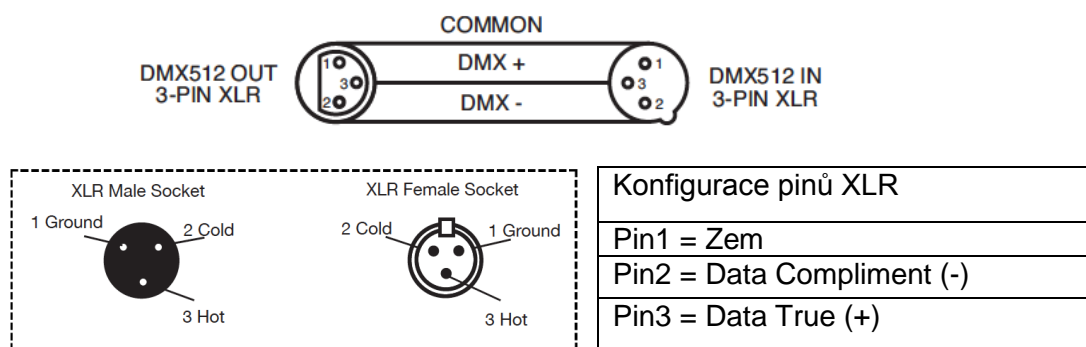 COMMON
DMX512 OUT
3-PIN XLR
1
3
2
DMX +
DMX -
1
3
2
DMX512 IN
3-PIN XLR
XLR Male Socket
1 Ground
2 Cold
3 Hot
XLR Female Socket
2 Cold
1 Ground
3 Hot
Konfigurace pinů XLR
Pin1 = Zem
Pin2 = Data Compliment (-)
Pin3 = Data True (+)